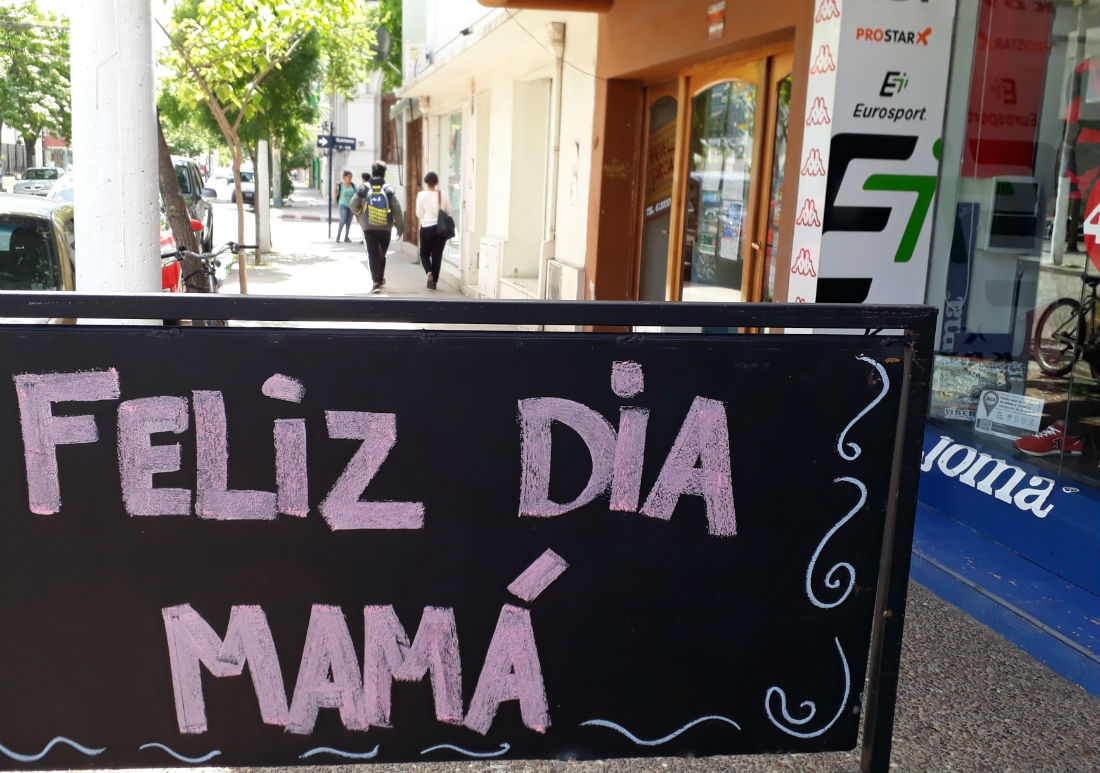 PROSTAR
Eurosport
FELiZ DiA
MAMÁ
joma